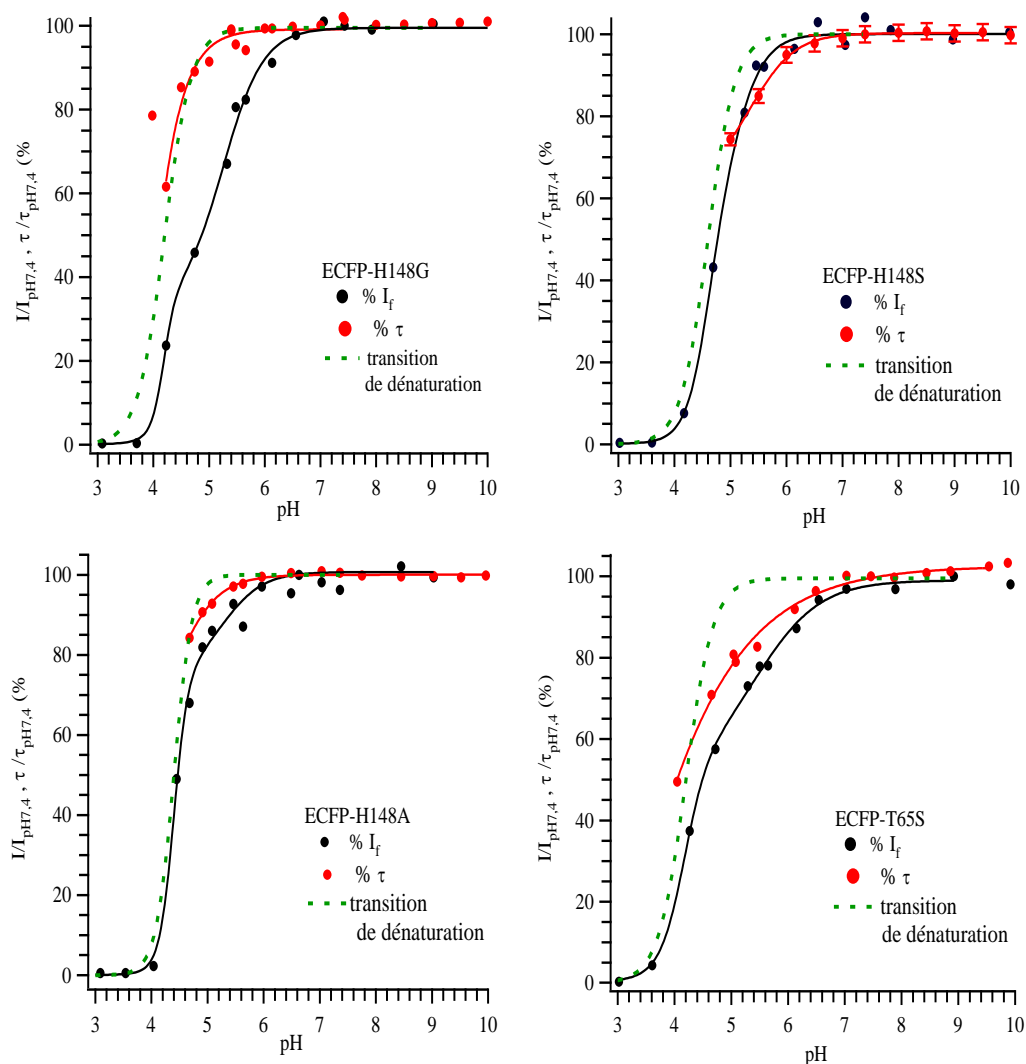 100
80
60
40
20
0
I/I_pH7,4 , τ/τ_pH7,4 (%
ECFP-H148G
% I_f
% τ
transition
de dénaturation
3 4 5 6 7 8 9 10
pH
100
80
60
40
20
0
I/I_pH7,4 , τ/τ_pH7,4 (%
ECFP-H148S
% I_f
% τ
transition
de dénaturation
3 4 5 6 7 8 9 10
pH
100
80
60
40
20
0
I/I_pH7,4 , τ/τ_pH7,4 (%
ECFP-H148A
% I_f
% τ
transition
de dénaturation
3 4 5 6 7 8 9 10
pH
100
80
60
40
20
0
I/I_pH7,4 , τ/τ_pH7,4 (%)
ECFP-T65S
% I_f
% τ
transition
de dénaturation
3 4 5 6 7 8 9 10
pH